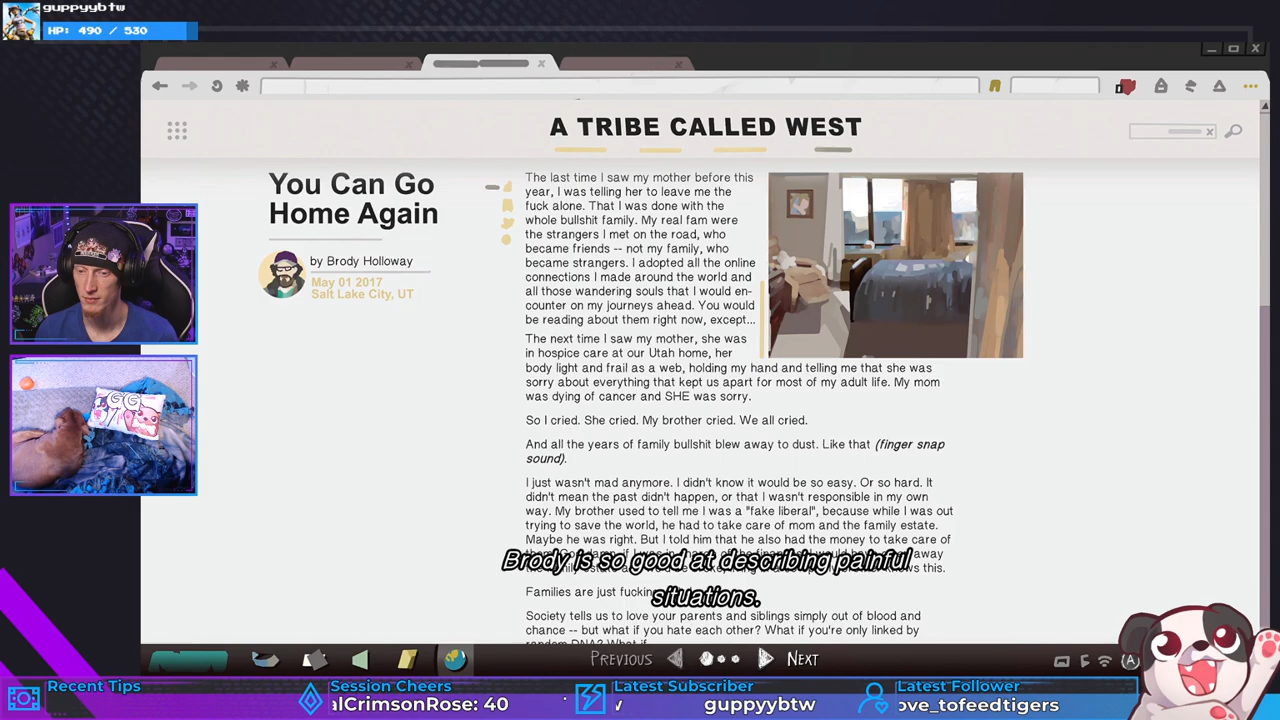 guppyybtw
HP: 490 / 530
A TRIBE CALLED WEST
You Can Go
Home Again
by Brody Holloway
May 01 2017
Salt Lake City, UT
The last time I saw my mother before this
year, I was telling her to leave me the
fuck alone. That I was done with the
whole bullshit family. My real fam were
the strangers I met on the road, who
became friends -- not my family, who
became strangers. I adopted all the online
connections I made around the world and
all those wandering souls that I would en-
counter on my journeys ahead. You would
be reading about them right now, except...
The next time I saw my mother, she was
in hospice care at our Utah home, her
body light and frail as a web, holding my hand and telling me that she was
sorry about everything that kept us apart for most of my adult life. My mom
was dying of cancer and SHE was sorry.
So I cried. She cried. My brother cried. We all cried.
And all the years of family bullshit blew away to dust. Like that (finger snap
sound).
I just wasn't mad anymore. I didn't know it would be so easy. Or so hard. It
didn't mean the past didn't happen, or that I wasn't responsible in my own
way. My brother used to tell me I was a "fake liberal", because while I was out
trying to save the world, he had to take care of mom and the family estate.
Maybe he was right. But I told him that he also had the money to take care of
away
knows this.
Brody is so good at describing painful
situations.
Families are just
Society tells us to love your parents and siblings simply out of blood and
chance -- but what if you hate each other? What if you're only linked by
PREVIOUS
NEXT
Recent Tips
Session Cheers
alCrimsonRose: 40
Latest Subscriber
guppyybtw
Latest Follower
ove_tofeedtigers